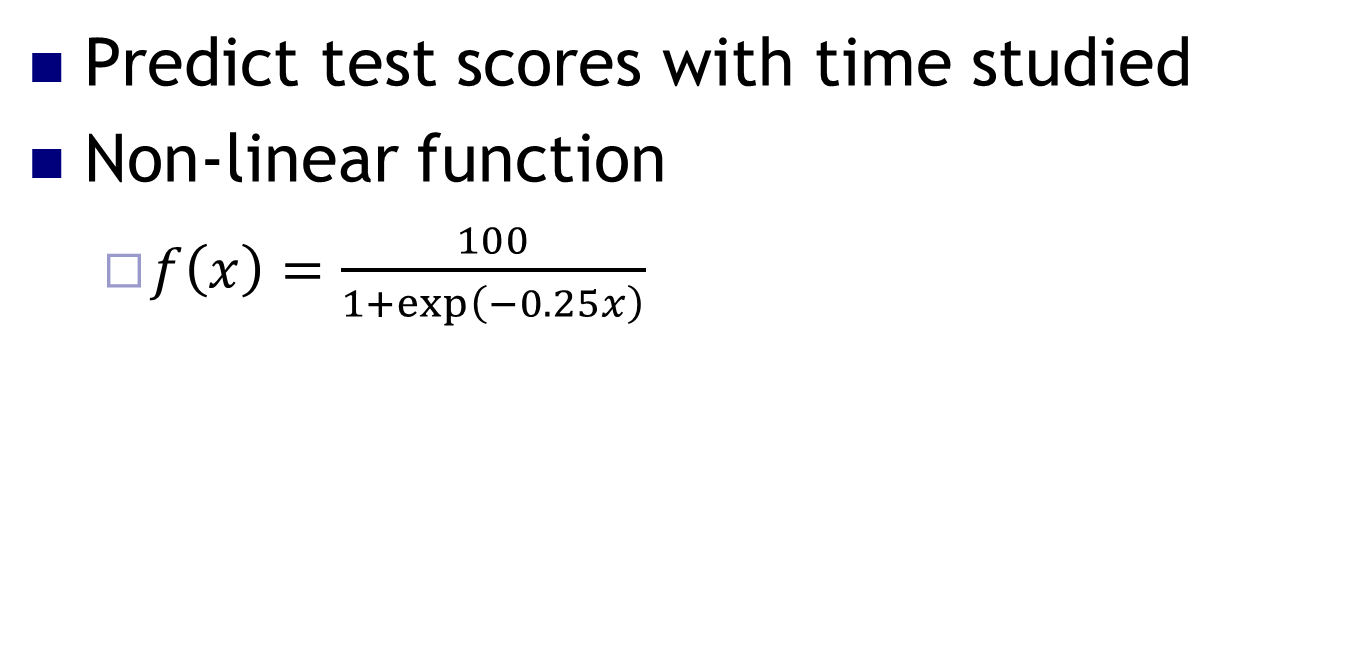 Predict test scores with time studied
Non-linear function
f(x) = 100 / 1+exp(−0.25x)